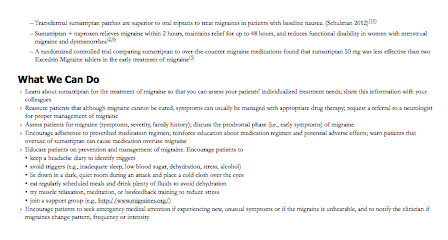 – Transdermal sumatriptan patches are superior to oral triptans to treat migraines in patients with baseline nausea. (Schulman 2012)(10)
– Sumatriptan + naproxen relieves migraine within 2 hours, maintains relief for up to 48 hours, and reduces functional disability in women with menstrual
migraine and dysmenorrhea(2,9)
– A randomized controlled trial comparing sumatriptan to over-the-counter migraine medications found that sumatriptan 50 mg was less effective than two
Excedrin Migraine tablets in the early treatment of migraine
What We Can Do
› Learn about sumatriptan for the treatment of migraine so that you can assess your patients' individualized treatment needs; share this information with your
colleagues
› Reassure patients that although migraine cannot be cured, symptoms can usually be managed with appropriate drug therapy; request a referral to a neurologist
for proper management of migraine
› Assess patients for migraine (symptoms, severity, family history); discuss the prodromal phase (i.e., early symptoms) of migraine
› Encourage adherence to prescribed medication regimen; reinforce education about medication regimen and potential adverse effects; warn patients that
overuse of sumatriptan can cause medication overuse migraine
› Educate patients on prevention and management of migraine. Encourage patients to
• keep a headache diary to identify triggers
• avoid triggers (e.g., inadequate sleep, low blood sugar, dehydration, stress, alcohol)
• lie down in a dark, quiet room during an attack and place a cold cloth over the eyes
• eat regularly scheduled meals and drink plenty of fluids to avoid dehydration
• try muscle relaxation, meditation, or biofeedback training to reduce stress
• join a support group (e.g., http://www.migraines.org/)
› Encourage patients to seek emergency medical attention if experiencing new, unusual symptoms or if the migraine is unbearable, and to notify the clinician if
migraines change pattern, frequency or intensity